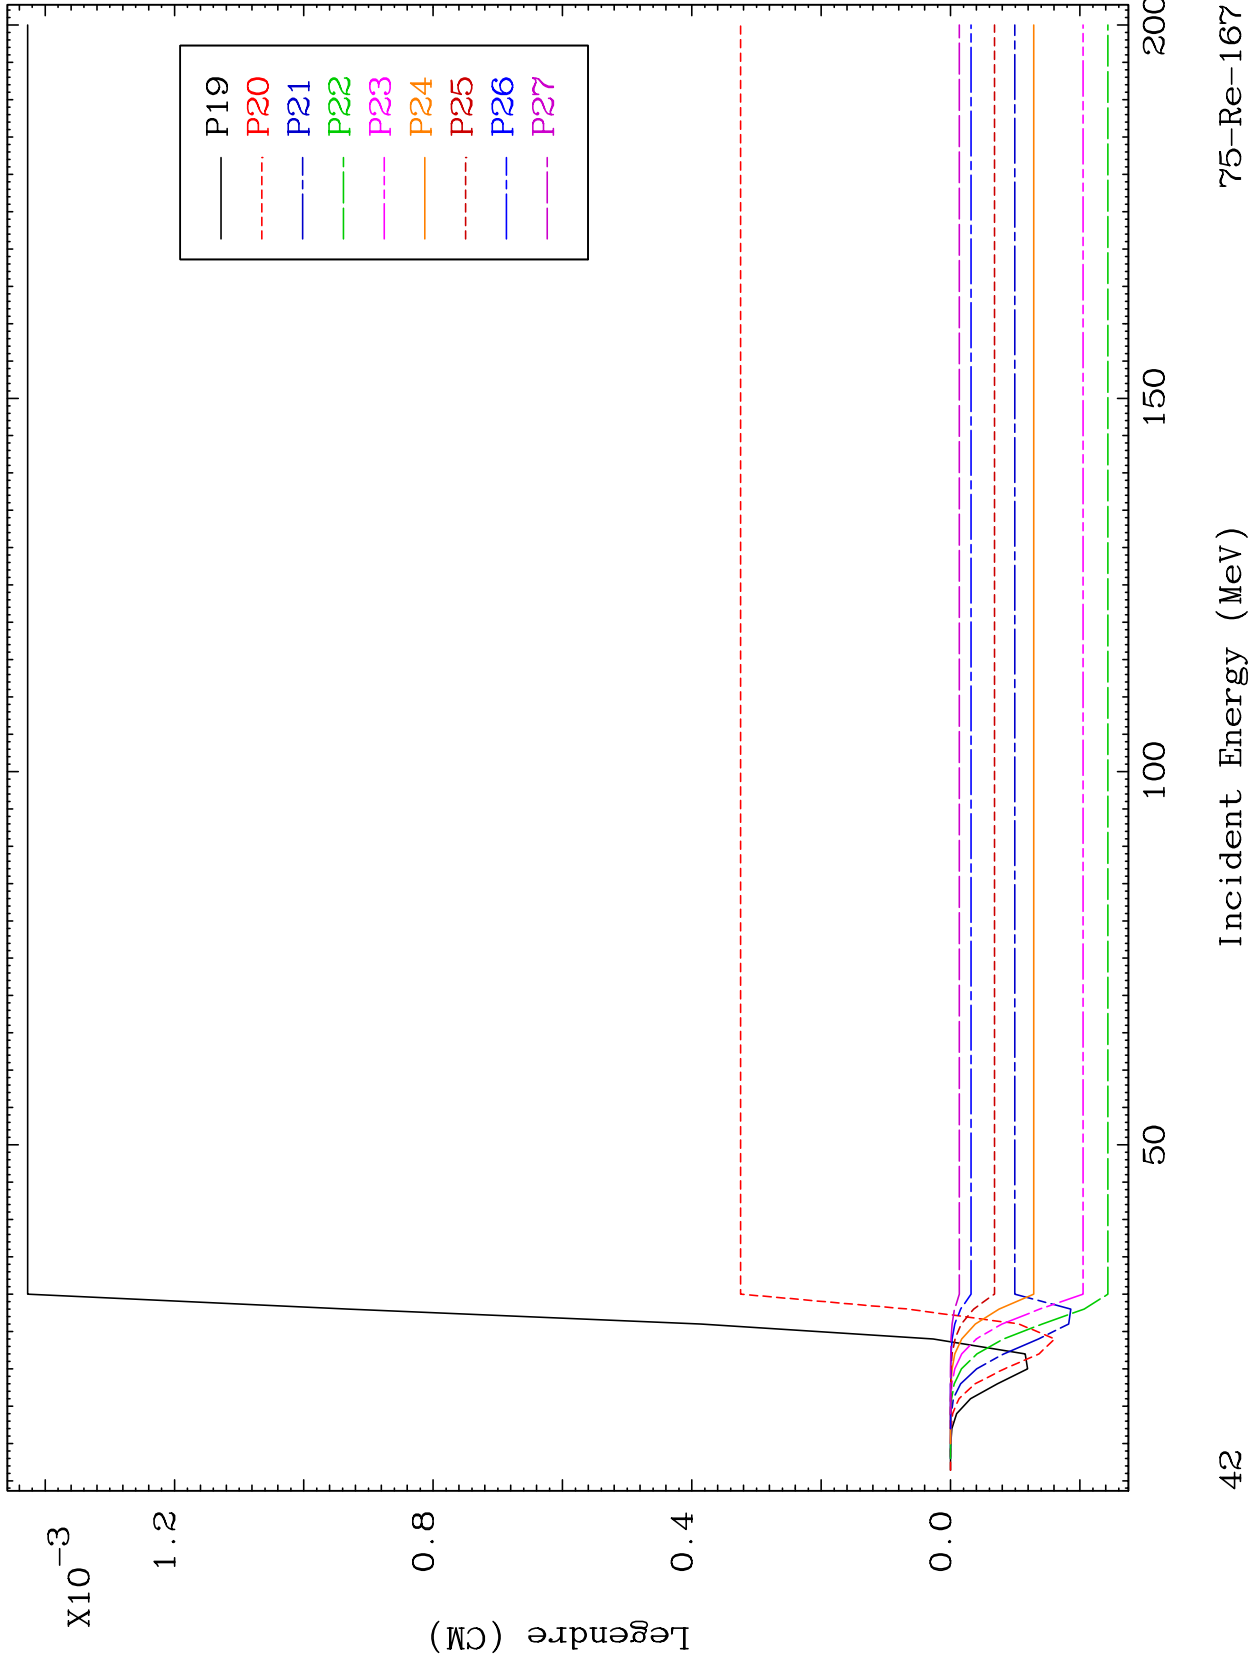 X10-3
1.2
0.8
0.4
0.0
Legendre (CM)
P19
P20
P21
P22
P23
P24
P25
P26
P27
50
100
150
200
Incident Energy (MeV)
42
75-Re-167